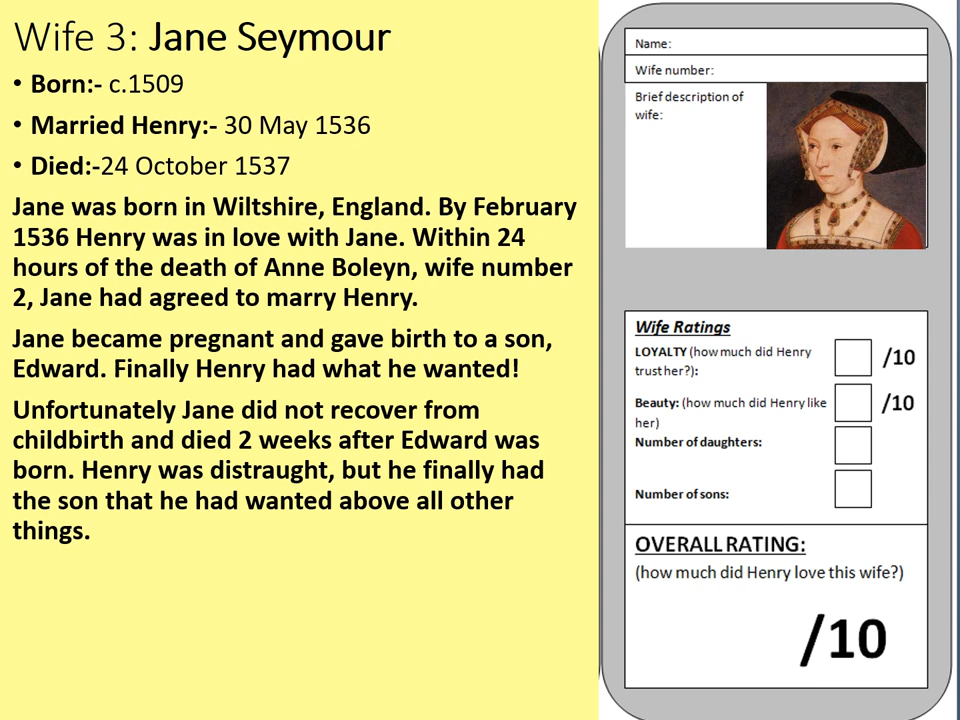 Wife 3: Jane Seymour
• Born:- c.1509
• Married Henry:- 30 May 1536
• Died:-24 October 1537
Jane was born in Wiltshire, England. By February
1536 Henry was in love with Jane. Within 24
hours of the death of Anne Boleyn, wife number
2, Jane had agreed to marry Henry.
Jane became pregnant and gave birth to a son,
Edward. Finally Henry had what he wanted!
Unfortunately Jane did not recover from
childbirth and died 2 weeks after Edward was
born. Henry was distraught, but he finally had
the son that he had wanted above all other
things.
Name:
Wife number:
Brief description of
wife:
Wife Ratings
LOYALTY (how much did Henry
trust her?):
/10
Beauty: (how much did Henry like
her)
/10
Number of daughters:
Number of sons:
OVERALL RATING:
(how much did Henry love this wife?)
/10